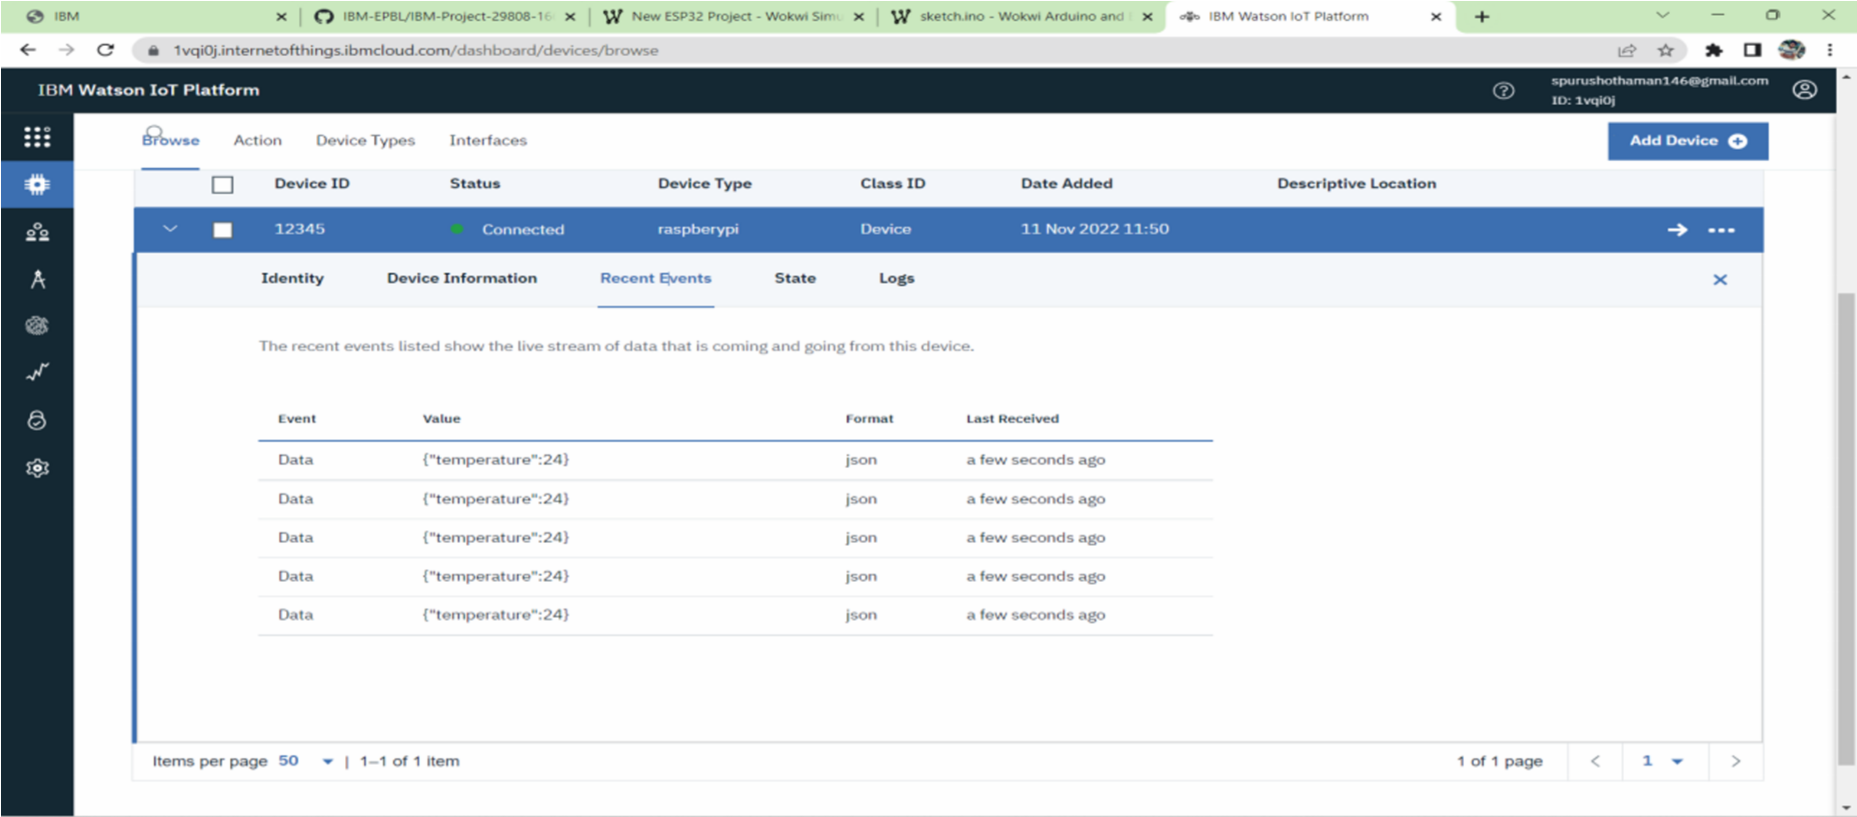 IBM
IBM-EPBL/IBM-Project-29808-16
New ESP32 Project - Wokwi Simu
sketch.ino - Wokwi Arduino and
IBM Watson IoT Platform
1vqi0j.internetofthings.ibmcloud.com/dashboard/devices/browse
IBM Watson IoT Platform
spurushothaman146@gmail.com
ID: 1vqi0j
Browse Action Device Types Interfaces
Add Device
Device ID Status Device Type Class ID Date Added Descriptive Location
12345 Connected raspberypi Device 11 Nov 2022 11:50
Identity Device Information Recent Events State Logs
The recent events listed show the live stream of data that is coming and going from this device.
Event Value Format Last Received
Data {"temperature":24} json a few seconds ago
Data {"temperature":24} json a few seconds ago
Data {"temperature":24} json a few seconds ago
Data {"temperature":24} json a few seconds ago
Data {"temperature":24} json a few seconds ago
Items per page 50 | 1–1 of 1 item
1 of 1 page 1